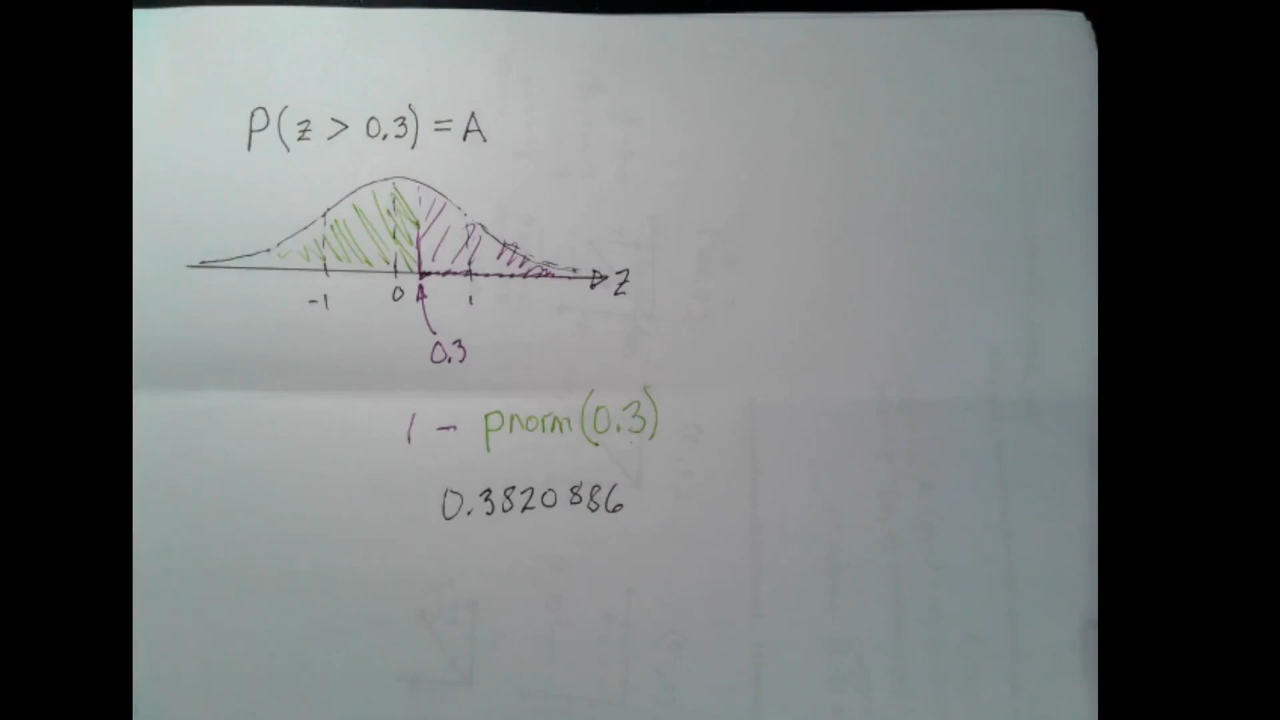 P(z > 0.3) = A
-1 0 1 Z
0.3
1 - pnorm(0.3)
0.3820886